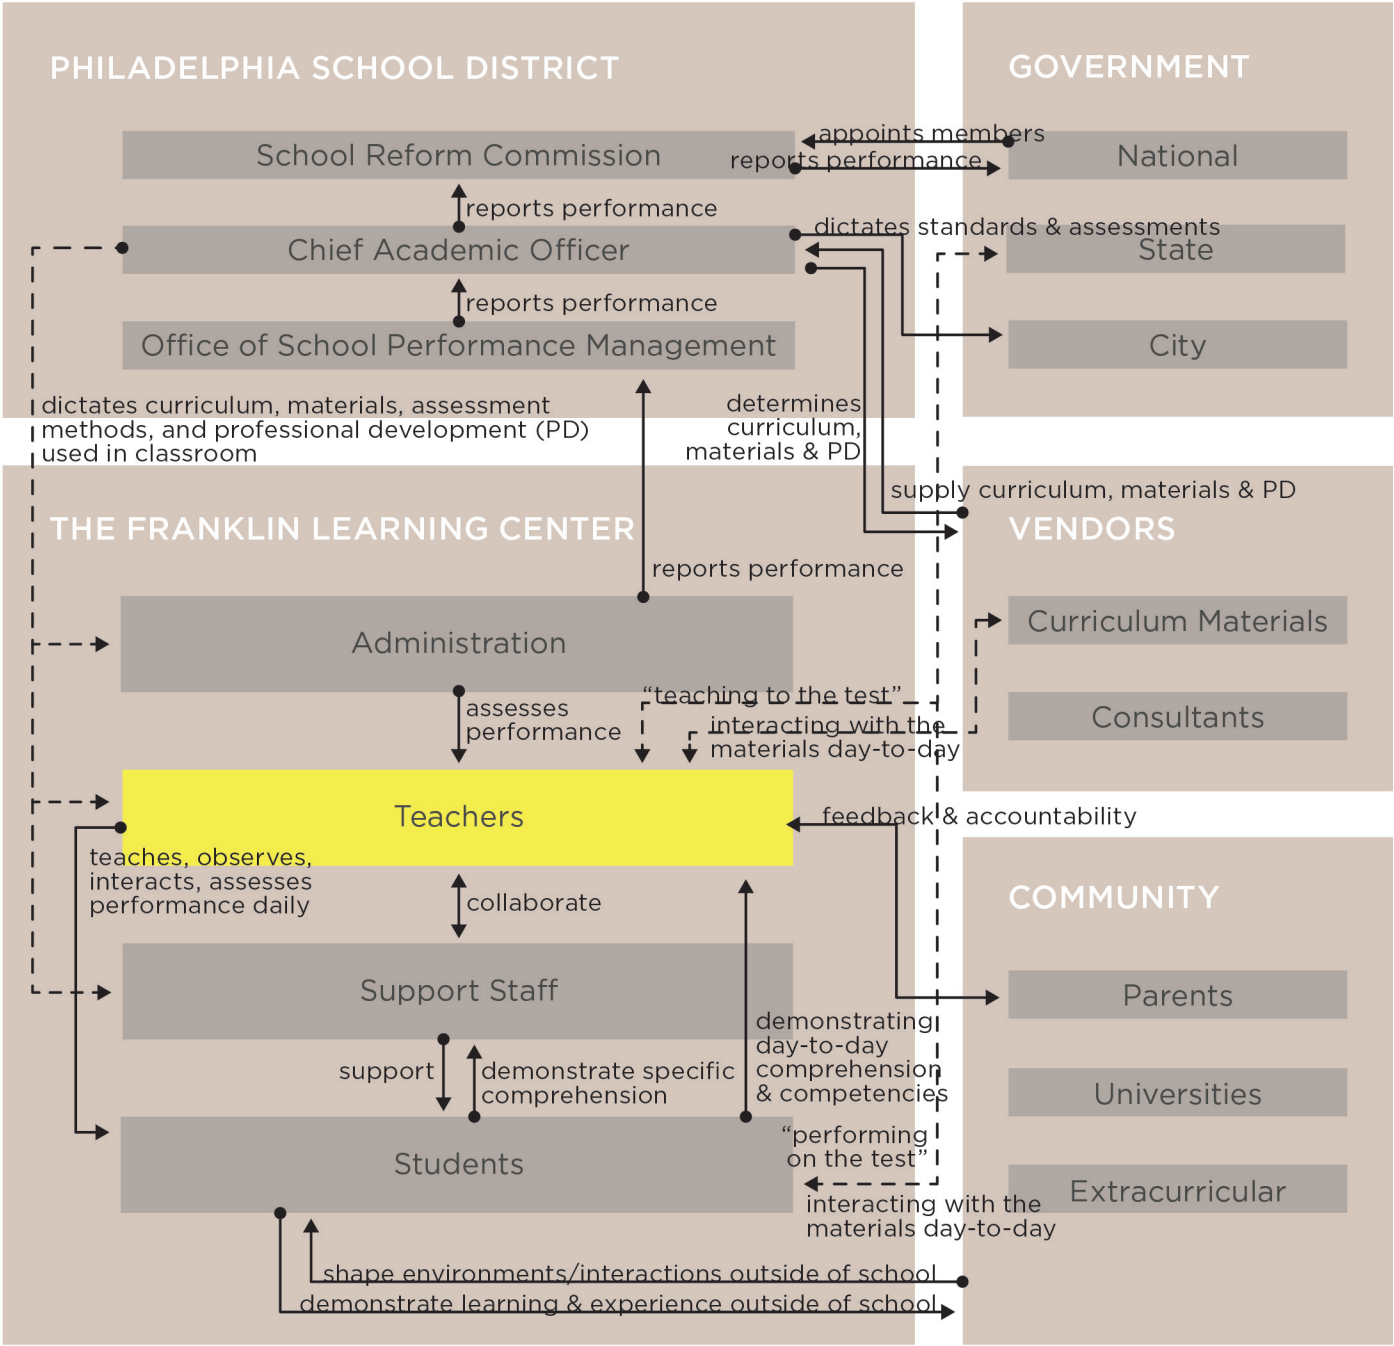 PHILADELPHIA SCHOOL DISTRICT
GOVERNMENT
appoints members
School Reform Commission
reports performance
National
reports performance
dictates standards & assessments
Chief Academic Officer
State
reports performance
Office of School Performance Management
City
dictates curriculum, materials, assessment
methods, and professional development (PD)
used in classroom
determines
curriculum,
materials & PD
supply curriculum, materials & PD
THE FRANKLIN LEARNING CENTER
VENDORS
reports performance
Administration
Curriculum Materials
assesses
performance
“teaching to the test”
interacting with the
materials day-to-day
Consultants
Teachers
feedback & accountability
teaches, observes,
interacts, assesses
performance daily
collaborate
COMMUNITY
Support Staff
Parents
support
demonstrate specific
comprehension
demonstrating
day-to-day
comprehension
& competencies
Universities
Students
“performing
on the test”
interacting with the
materials day-to-day
Extracurricular
shape environments/interactions outside of school
demonstrate learning & experience outside of school